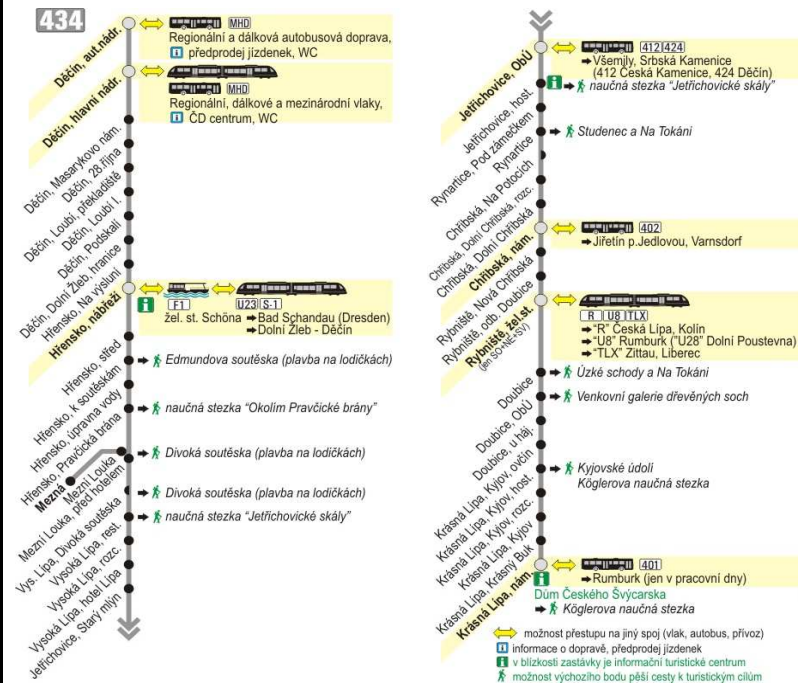 434
Děčín, aut.nádr.
MHD
Regionální a dálková autobusová doprava,
i předprodej jízdenek, WC
Děčín, hlavní nádr.
MHD
Regionální, dálkové a mezinárodní vlaky,
i ČD centrum, WC
Děčín, Masarykovo nám.
Děčín, 28.října
Děčín, Loubí, překladiště
Děčín, Loubí I.
Děčín, Podskalí
Děčín, Dolní Žleb, hranice
Hřensko, Na výsluní
Hřensko, nábřeží
i F1 U23 S-1
žel. st. Schöna ➡Bad Schandau (Dresden)
➡Dolní Žleb - Děčín
Hřensko, střed
➡ Edmundova soutěska (plavba na lodičkách)
Hřensko, k soutěskám
Hřensko, úpravna vody
➡ naučná stezka "Okolím Pravčické brány"
Hřensko, Pravčická brána
Mezná
Mezní Louka
➡ Divoká soutěska (plavba na lodičkách)
Mezní Louka, před hotelem
Vys. Lípa, Divoká soutěska
➡ Divoká soutěska (plavba na lodičkách)
Vysoká Lípa, rest.
➡ naučná stezka "Jetřichovické skály"
Vysoká Lípa, rozc.
Vysoká Lípa, hotel Lípa
Jetřichovice, Starý mlýn
Jetřichovice, ObÚ
412 424
➡Všemily, Srbská Kamenice
(412 Česká Kamenice, 424 Děčín)
Jetřichovice, host.
i ➡ naučná stezka "Jetřichovické skály"
Rynartice, Pod zámečkem
➡ Studenec a Na Tokáni
Rynartice
Chřibská, Na Potocích
Chřibská, Dolní Chřibská, rozc.
Chřibská, Dolní Chřibská
Chřibská, nám.
402
➡Jiřetín p.Jedlovou, Varnsdorf
Rybniště, Nová Chřibská
Rybniště, odb. Doubice
Rybniště, žel.st.
(jen SO+NE+SV)
R U8 TLX
➡"R" Česká Lípa, Kolín
➡"U8" Rumburk ("U28" Dolní Poustevna)
➡"TLX" Zittau, Liberec
Doubice
➡ Úzké schody a Na Tokáni
Doubice, ObÚ
➡ Venkovní galerie dřevěných soch
Doubice, u háj.
Krásná Lípa, Kyjov, ovčín
Krásná Lípa, Kyjov, host.
➡ Kyjovské údolí
Köglerova naučná stezka
Krásná Lípa, Kyjov, rozc.
Krásná Lípa, Kyjov
Krásná Lípa, Krásný Buk
Krásná Lípa, nám.
401
➡Rumburk (jen v pracovní dny)
i
Dům Českého Švýcarska
➡ Köglerova naučná stezka
možnost přestupu na jiný spoj (vlak, autobus, přívoz)
i informace o dopravě, předprodej jízdenek
i v blízkosti zastávky je informační turistické centrum
možnost výchozího bodu pěší cesty k turistickým cílům